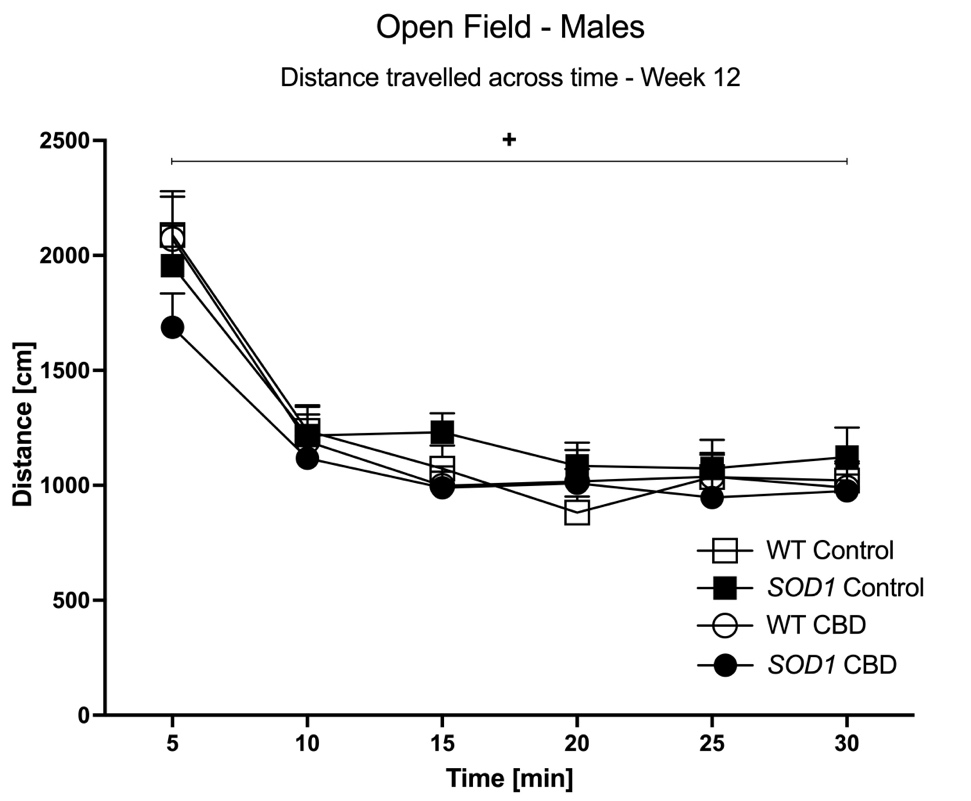 Open Field - Males
Distance travelled across time - Week 12
+
2500
2000
1500
1000
500
0
Distance [cm]
5 10 15 20 25 30
Time [min]
WT Control
SOD1 Control
WT CBD
SOD1 CBD